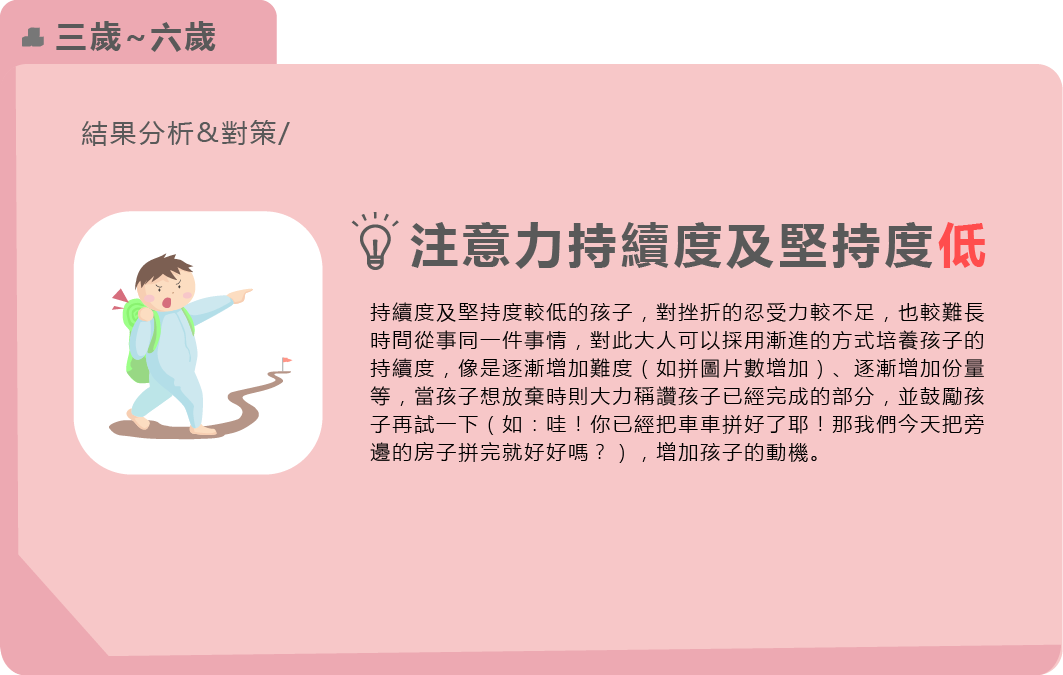 三歲~六歲
結果分析&對策/
注意力持續度及堅持度低
持續度及堅持度較低的孩子，對挫折的忍受力較不足，也較難長
時間從事同一件事情，對此大人可以採用漸進的方式培養孩子的
持續度，像是逐漸增加難度（如拼圖片數增加）、逐漸增加份量
等，當孩子想放棄時則大力稱讚孩子已經完成的部分，並鼓勵孩
子再試一下（如：哇！你已經把車車拼好了耶！那我們今天把旁
邊的房子拼完就好好嗎？），增加孩子的動機。